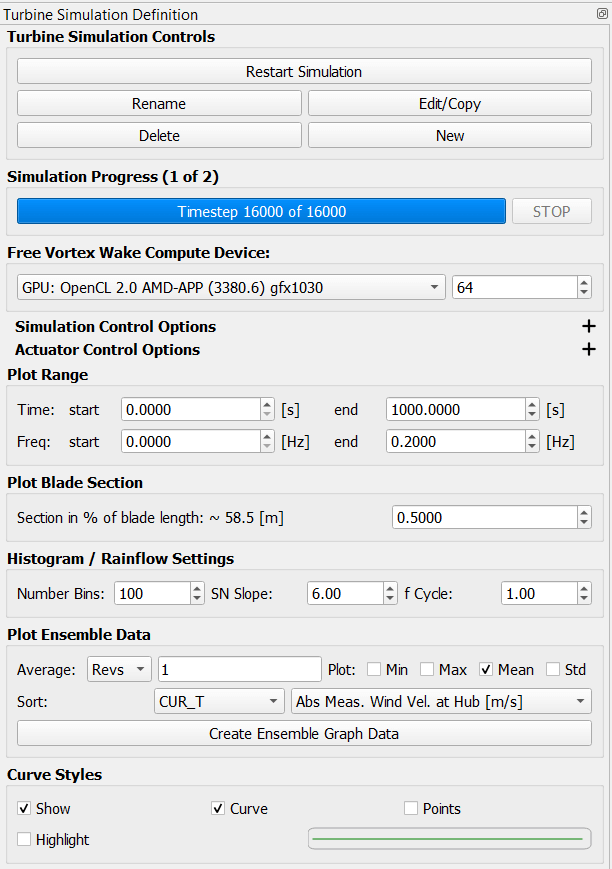 Turbine Simulation Definition
Turbine Simulation Controls
Restart Simulation
Rename Edit/Copy
Delete New
Simulation Progress (1 of 2)
Timestep 16000 of 16000 STOP
Free Vortex Wake Compute Device:
GPU: OpenCL 2.0 AMD-APP (3380.6) gfx1030 64
Simulation Control Options +
Actuator Control Options +
Plot Range
Time: start 0.0000 [s] end 1000.0000 [s]
Freq: start 0.0000 [Hz] end 0.2000 [Hz]
Plot Blade Section
Section in % of blade length: ~ 58.5 [m] 0.5000
Histogram / Rainflow Settings
Number Bins: 100 SN Slope: 6.00 f Cycle: 1.00
Plot Ensemble Data
Average: Revs 1 Plot: Min Max Mean Std
Sort: CUR_T Abs Meas. Wind Vel. at Hub [m/s]
Create Ensemble Graph Data
Curve Styles
Show Curve Points
Highlight